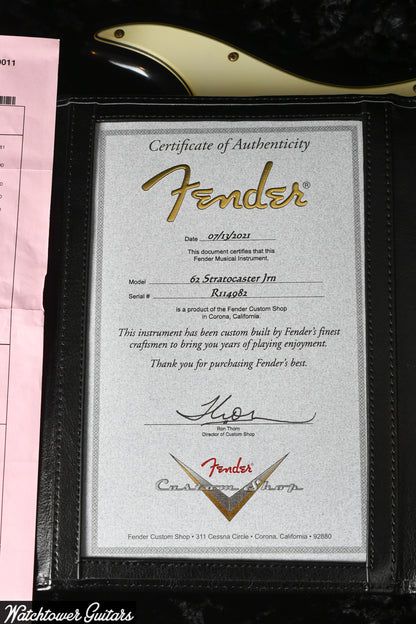 0011
Certificate of Authenticity
Fender®
Date 07/13/2021
This document certifies that this
Fender Musical Instrument,
Model 62 Stratocaster Jrn
Serial # R114982
is a product of the Fender Custom Shop
in Corona, California
This instrument has been custom built by Fender's finest
craftsmen to bring you years of playing enjoyment.
Thank you for purchasing Fender's best.
Ron Thorn
Director of Custom Shop
Fender
Custom Shop
Fender Custom Shop • 311 Cessna Circle • Corona, California • 92880
Watchtower Guitars